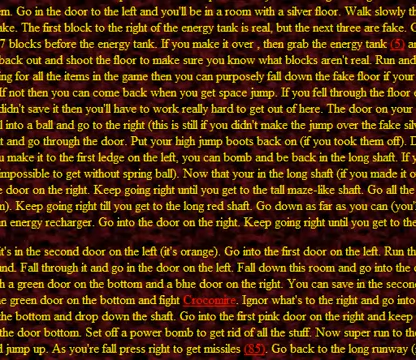 m. Go in the door to the left and you'll be in a room with a silver floor. Walk slowly th
ake. The first block to the right of the energy tank is real, but the next three are fake. G
7 blocks before the energy tank. If you make it over , then grab the energy tank (5) ar
back out and shoot the floor to make sure you know what blocks aren't real. Run and
ng for all the items in the game then you can purposely fall down the fake floor if your
If not then you can come back when you get space jump. If you fell through the floor a
didn't save it then you'll have to work really hard to get out of here. The door on your
l into a ball and go to the right (this is still if you didn't make the jump over the fake silv
t and go through the door. Put your high jump boots back on (if you took them off). D
u make it to the first ledge on the left, you can bomb and be back in the long shaft. If y
impossible to get without spring ball). Now that your in the long shaft (if you made it o
e door on the right. Keep going right until you get to the tall maze-like shaft. Go all the
m). Keep going right till you get to the long red shaft. Go down as far as you can (you'
an energy recharger. Go into the door on the right. Keep going right until you get to the
it's in the second door on the left (it's orange). Go into the first door on the left. Run th
und. Fall through it and go in the door on the left. Fall down this room and go into the d
h a green door on the bottom and a blue door on the right. You can save in the second
he green door on the bottom and fight Crocomire. Ignor what's to the right and go into
the bottom and drop down the shaft. Go into the first pink door on the right and keep
the door bottom. Set off a power bomb to get rid of all the stuff. Now super run to th
d jump up. As you're fall press right to get missiles (85). Go back to the long runway (